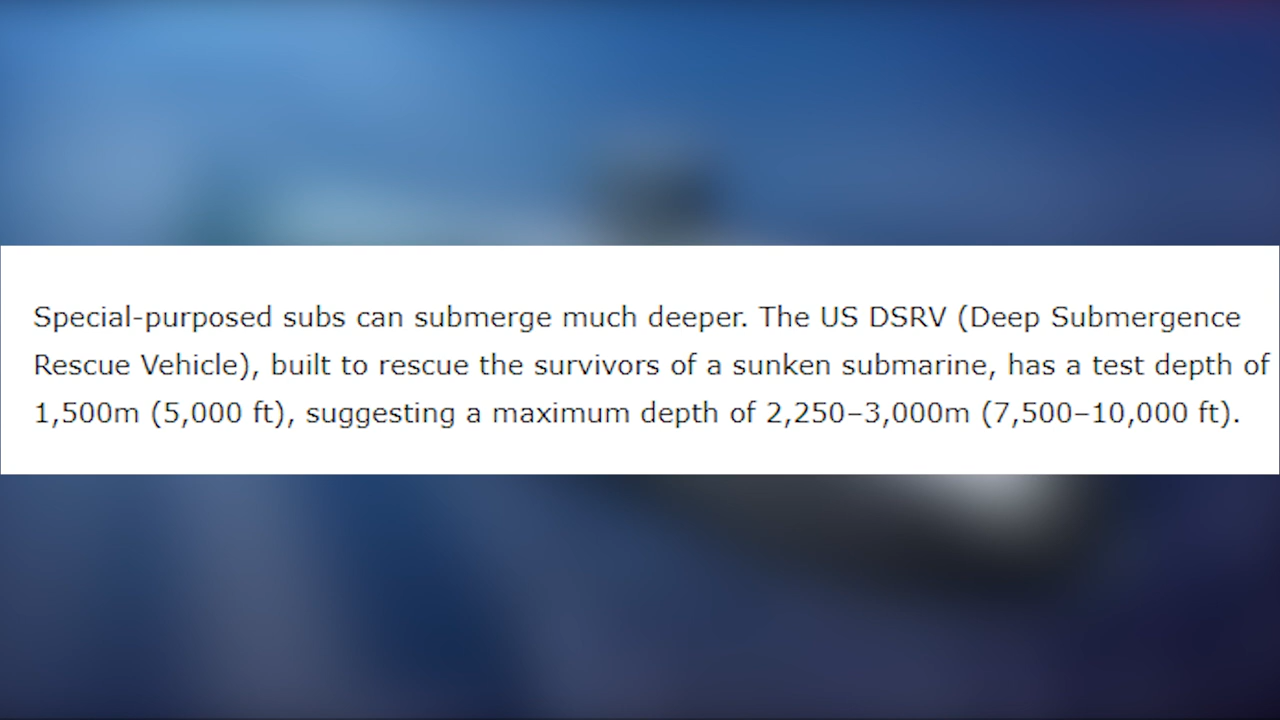 Special-purposed subs can submerge much deeper. The US DSRV (Deep Submergence
Rescue Vehicle), built to rescue the survivors of a sunken submarine, has a test depth of
1,500m (5,000 ft), suggesting a maximum depth of 2,250–3,000m (7,500–10,000 ft).